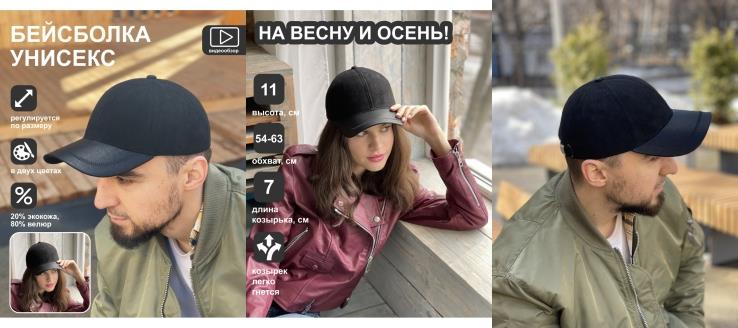 БЕЙСБОЛКА
УНИСЕКС
видеообзор
регулируется
по размеру
в двух цветах
%
20% экокожа,
80% велюр
НА ВЕСНУ И ОСЕНЬ!
11
высота, см
54-63
обхват, см
7
длина
козырька, см
козырек
легко
гнется